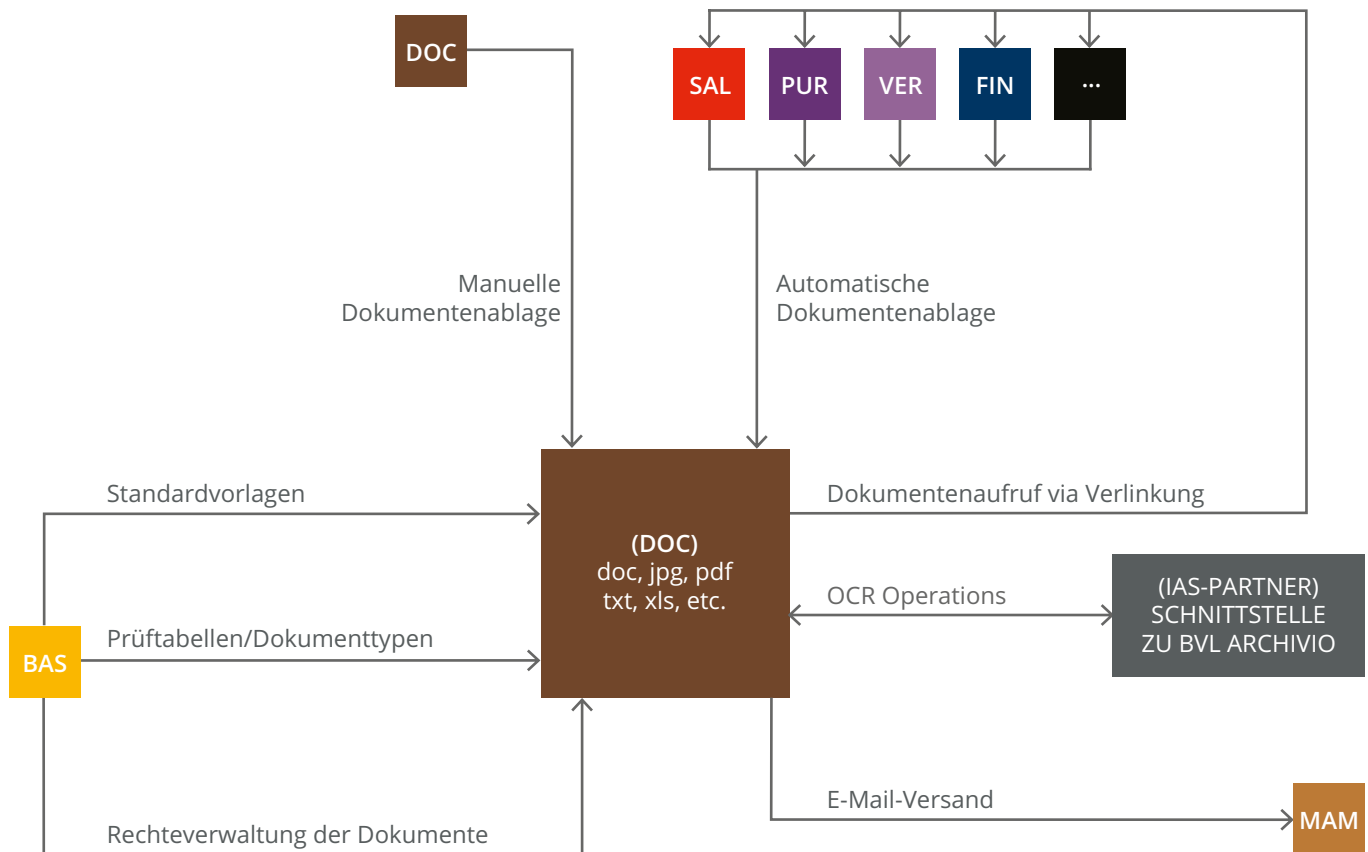 DOC
SAL
PUR
VER
FIN
...
Manuelle
Dokumentenablage
Automatische
Dokumentenablage
Standardvorlagen
Dokumentenaufruf via Verlinkung
(DOC)
doc, jpg, pdf
txt, xls, etc.
OCR Operations
(IAS-PARTNER)
SCHNITTSTELLE
ZU BVL ARCHIVIO
BAS
Prüftabellen/Dokumenttypen
E-Mail-Versand
MAM
Rechteverwaltung der Dokumente